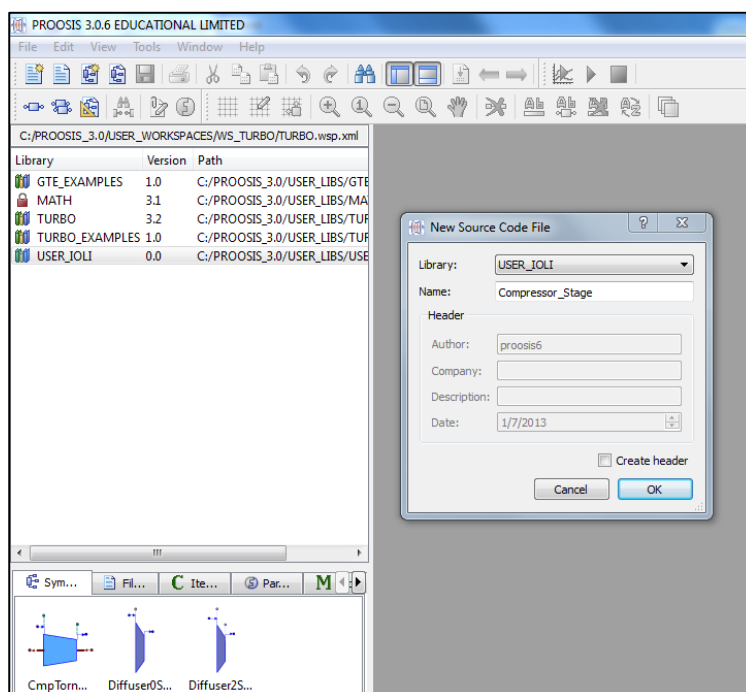 PROOSIS 3.0.6 EDUCATIONAL LIMITED
File Edit View Tools Window Help
C:/PROOSIS_3.0/USER_WORKSPACES/WS_TURBO/TURBO.wsp.xml
Library Version Path
GTE_EXAMPLES 1.0 C:/PROOSIS_3.0/USER_LIBS/GTE
MATH 3.1 C:/PROOSIS_3.0/USER_LIBS/MA
TURBO 3.2 C:/PROOSIS_3.0/USER_LIBS/TUR
TURBO_EXAMPLES 1.0 C:/PROOSIS_3.0/USER_LIBS/TUR
USER_IOLI 0.0 C:/PROOSIS_3.0/USER_LIBS/USE
New Source Code File
Library: USER_IOLI
Name: Compressor_Stage
Header
Author: proosis6
Company:
Description:
Date: 1/7/2013
Create header
Cancel OK
Sym... Fil... C Ite... Par... M
CmpTorn... Diffuser0S... Diffuser2S...